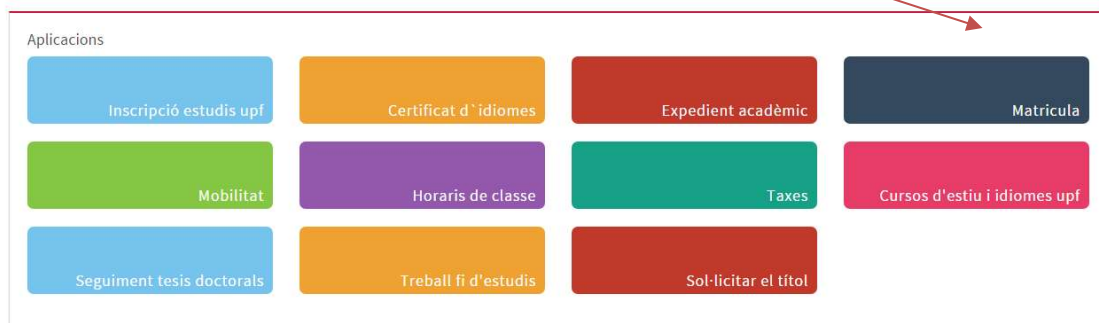 Aplicacions
Inscripció estudis upf
Certificat d`idiomes
Expedient acadèmic
Matricula
Mobilitat
Horaris de classe
Taxes
Cursos d'estiu i idiomes upf
Seguiment tesis doctorals
Treball fi d'estudis
Sol·licitar el títol